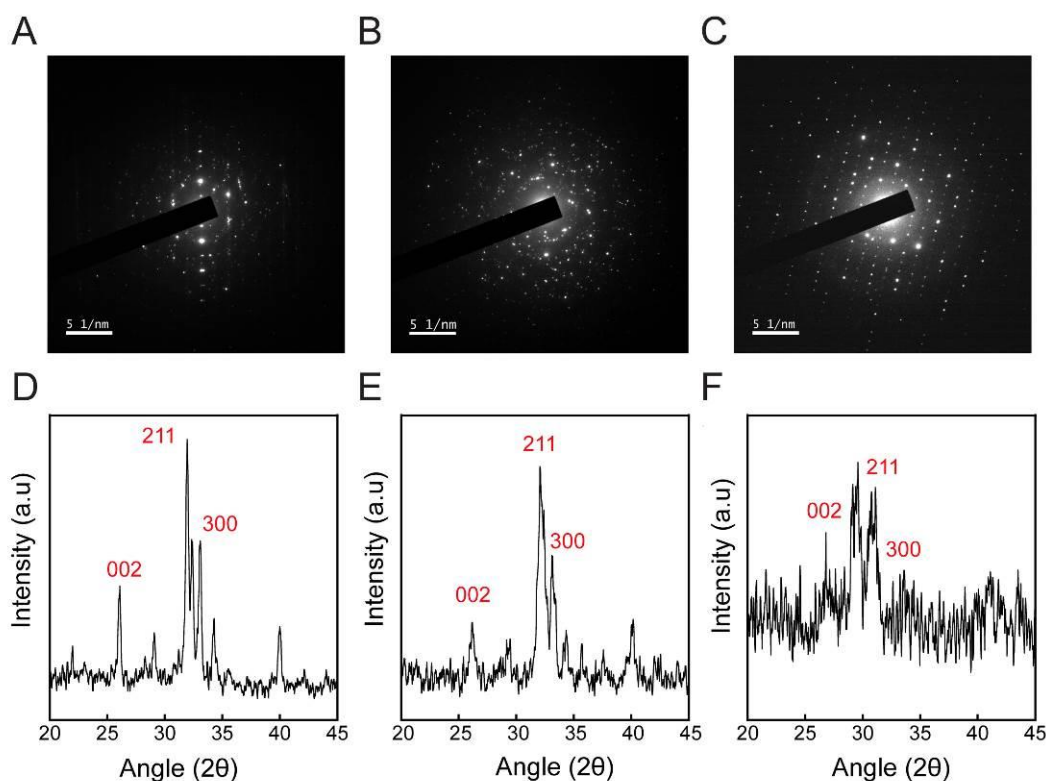 A
B
C
5 1/nm
5 1/nm
5 1/nm
D
E
F
Intensity (a.u)
211
300
002
20 25 30 35 40 45
Angle (2θ)
Intensity (a.u)
211
300
002
20 25 30 35 40 45
Angle (2θ)
Intensity (a.u)
211
002
300
20 25 30 35 40 45
Angle (2θ)